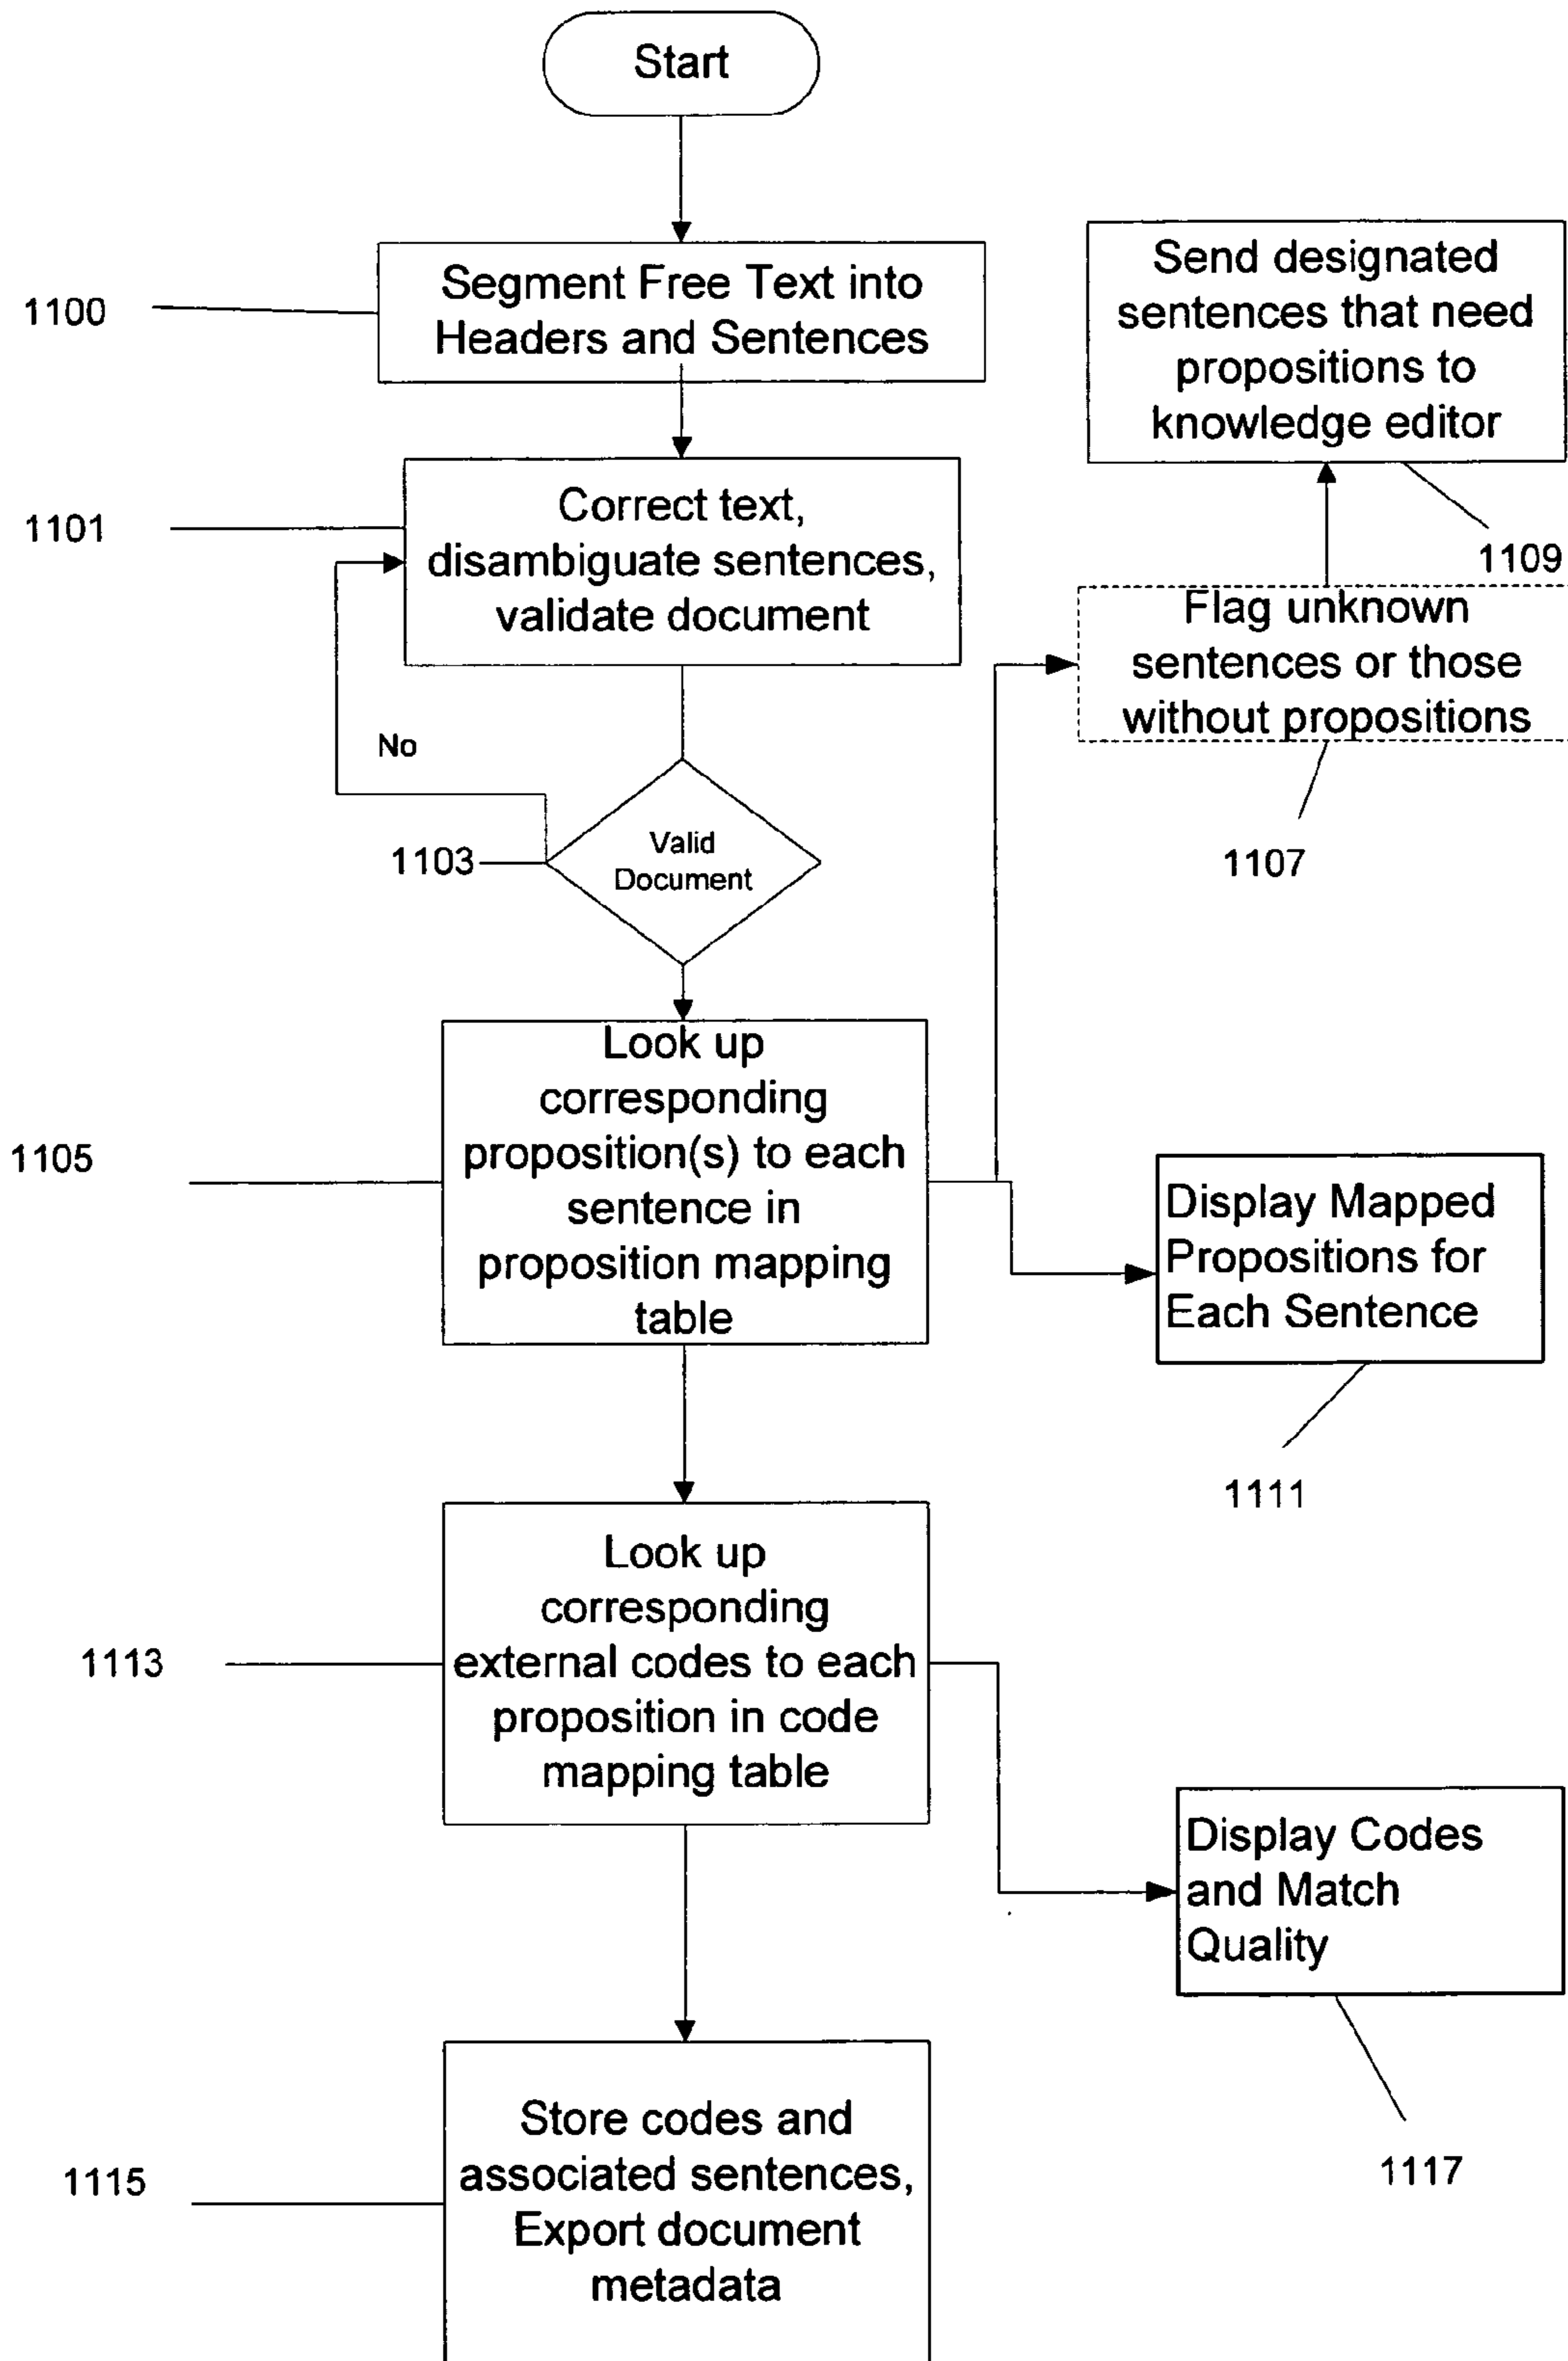 Start
1100
Segment Free Text into
Headers and Sentences
1101
Correct text,
disambiguate sentences,
validate document
No
1103
Valid
Document
1105
Look up
corresponding
proposition(s) to each
sentence in
proposition mapping
table
Send designated
sentences that need
propositions to
knowledge editor
1109
Flag unknown
sentences or those
without propositions
1107
Display Mapped
Propositions for
Each Sentence
1111
1113
Look up
corresponding
external codes to each
proposition in code
mapping table
Display Codes
and Match
Quality
1117
1115
Store codes and
associated sentences,
Export document
metadata